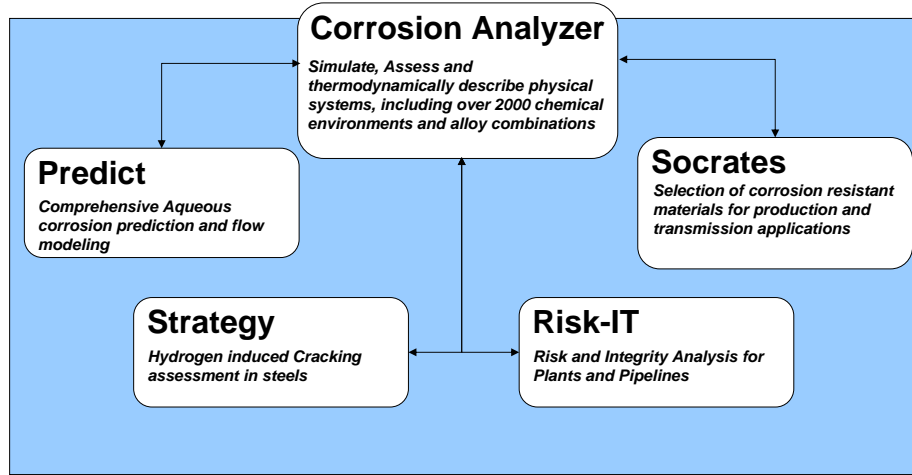 Corrosion Analyzer
Simulate, Assess and
thermodynamically describe physical
systems, including over 2000 chemical
environments and alloy combinations
Predict
Comprehensive Aqueous
corrosion prediction and flow
modeling
Socrates
Selection of corrosion resistant
materials for production and
transmission applications
Strategy
Hydrogen induced Cracking
assessment in steels
Risk-IT
Risk and Integrity Analysis for
Plants and Pipelines